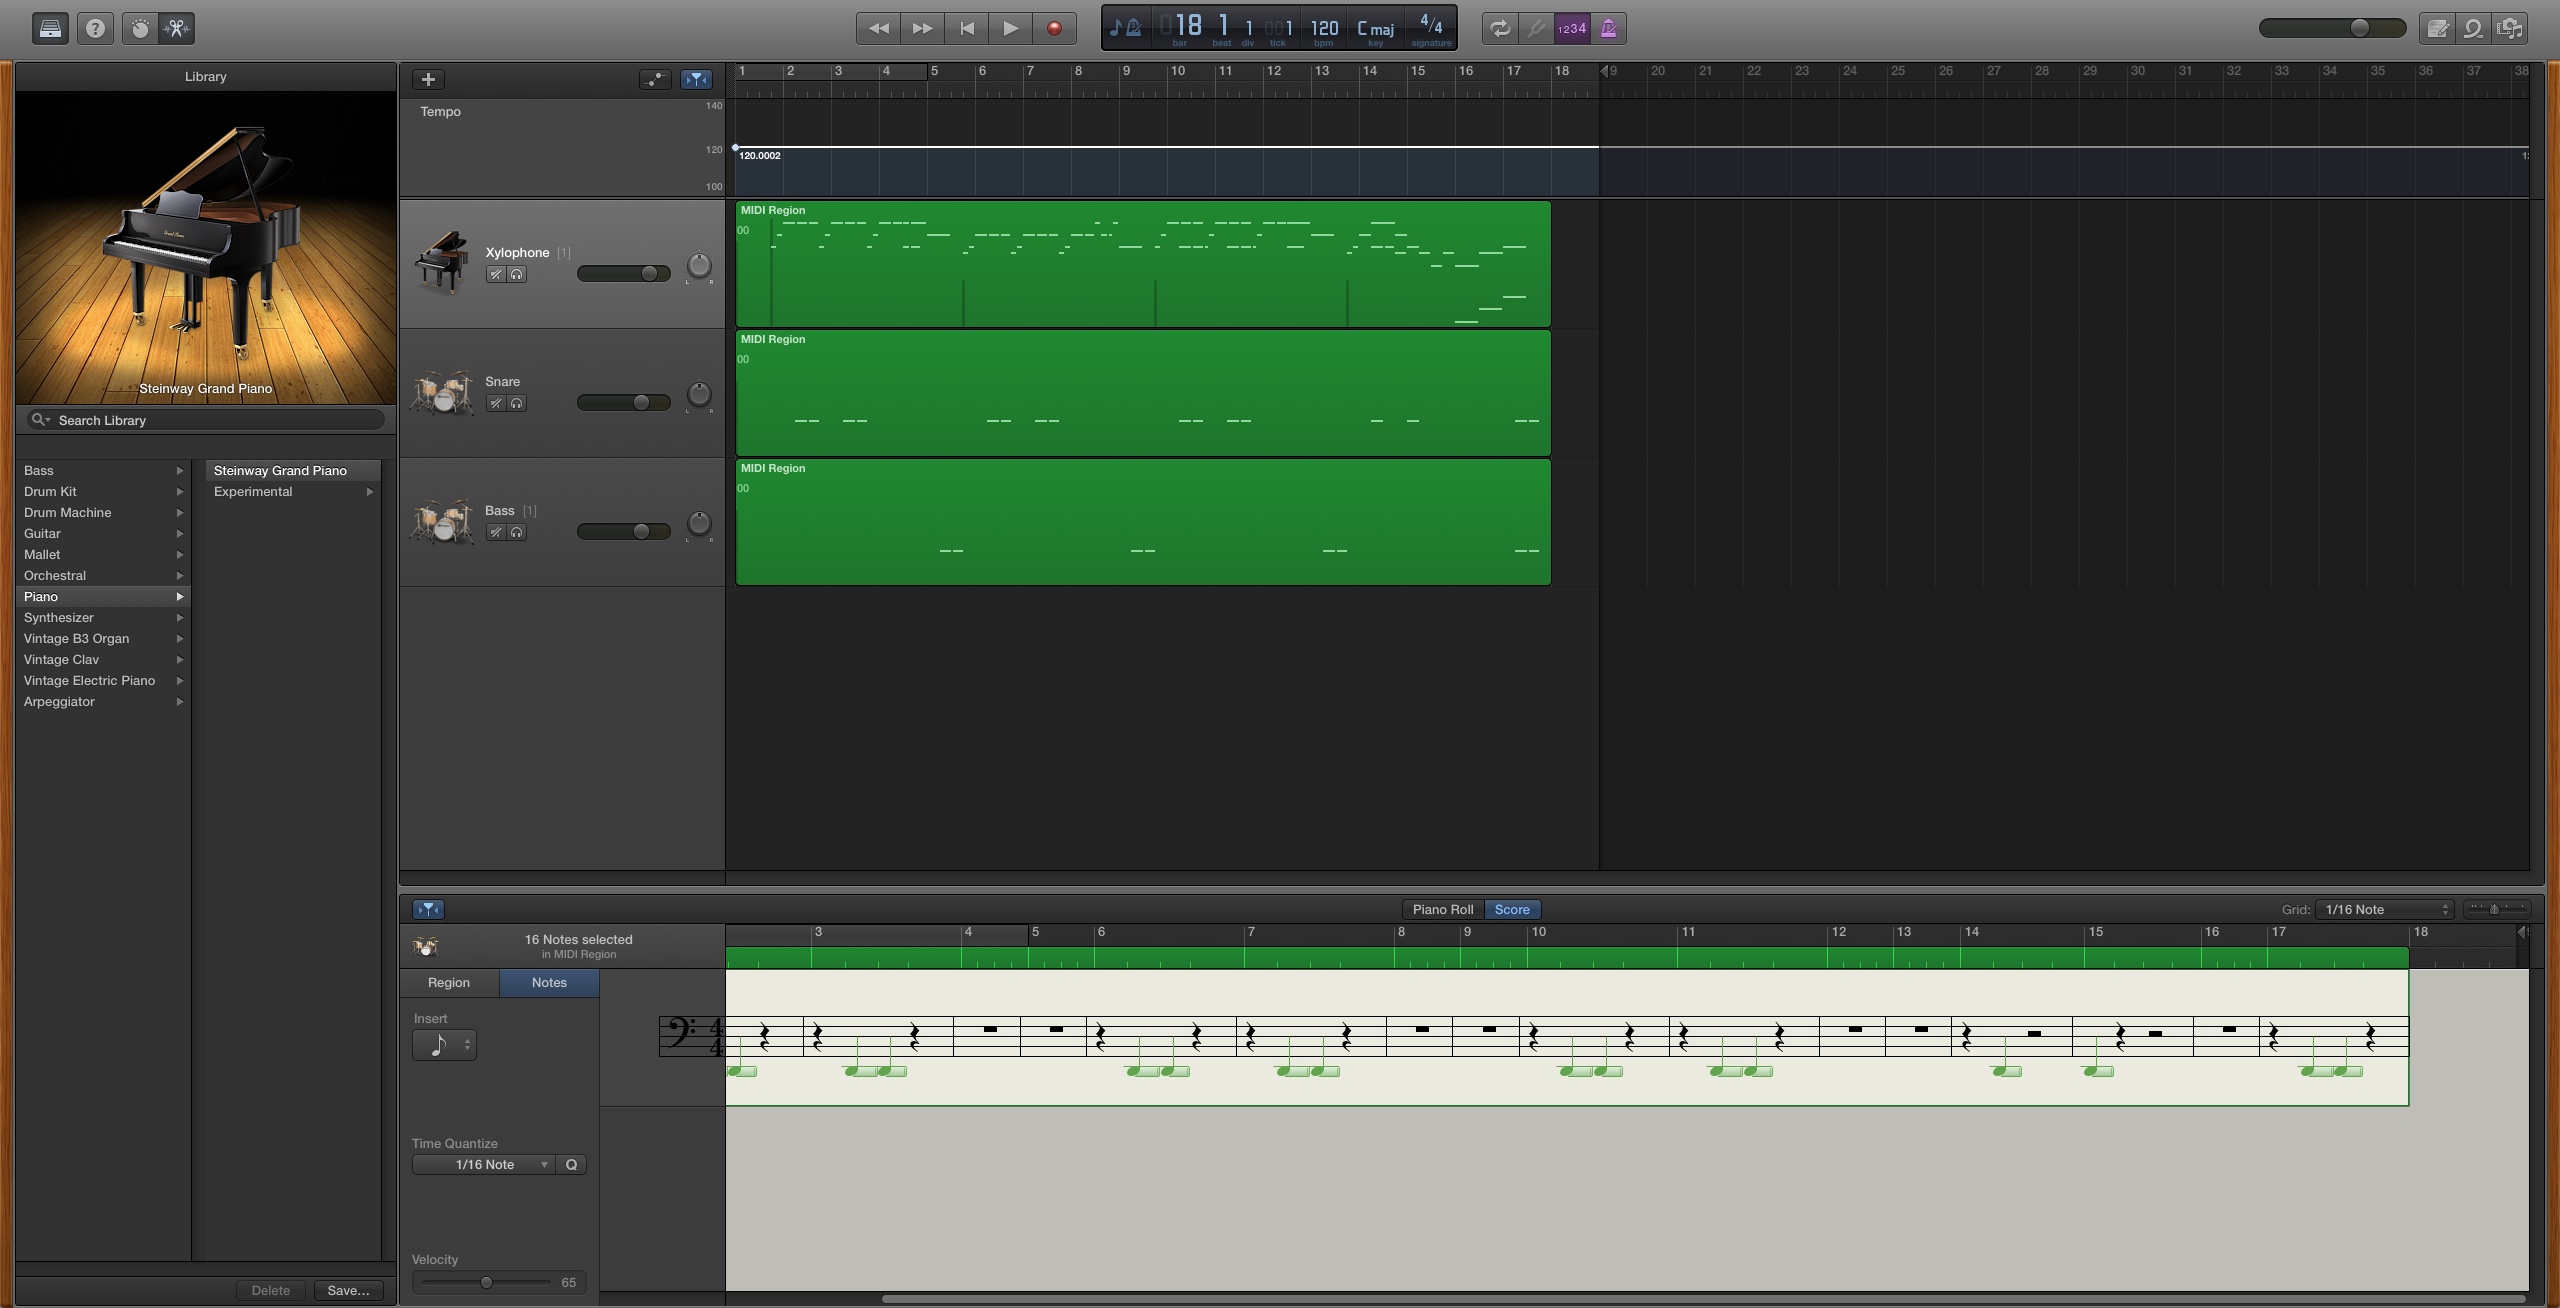 18 1 1 001 120 C maj 4/4
bar beat div tick bpm key signature
1234
Library
Steinway Grand Piano
Search Library
Bass
Drum Kit
Drum Machine
Guitar
Mallet
Orchestral
Piano
Synthesizer
Vintage B3 Organ
Vintage Clav
Vintage Electric Piano
Arpeggiator
Steinway Grand Piano
Experimental
Delete Save...
1 2 3 4 5 6 7 8 9 10 11 12 13 14 15 16 17 18 9 20 21 22 23 24 25 26 27 28 29 30 31 32 33 34 35 36 37 38
Tempo
140
120
100
120.0002
Xylophone [1]
L R
MIDI Region
00
Snare
L R
MIDI Region
00
Bass [1]
L R
MIDI Region
00
Piano Roll Score
Grid: 1/16 Note
16 Notes selected
in MIDI Region
3 4 5 6 7 8 9 10 11 12 13 14 15 16 17 18
Region Notes
Insert
4
4
Time Quantize
1/16 Note Q
Velocity
65